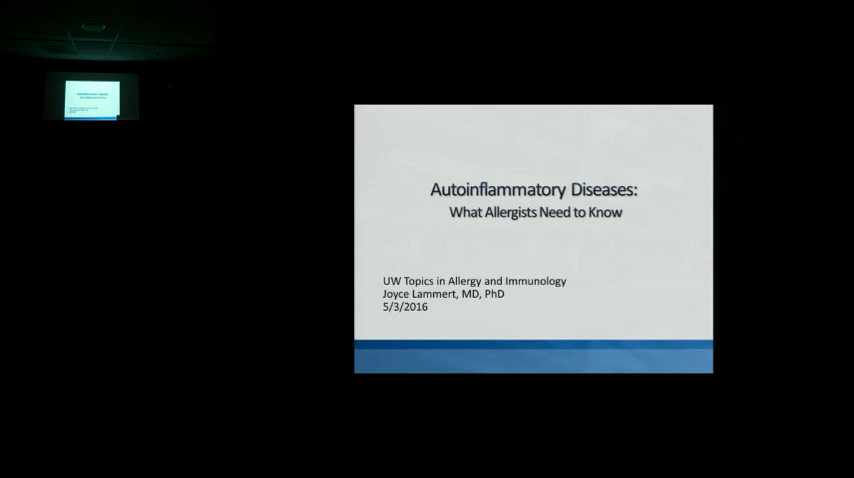 Autoinflammatory Diseases:
What Allergists Need to Know
UW Topics in Allergy and Immunology
Joyce Lammert, MD, PhD
5/3/2016